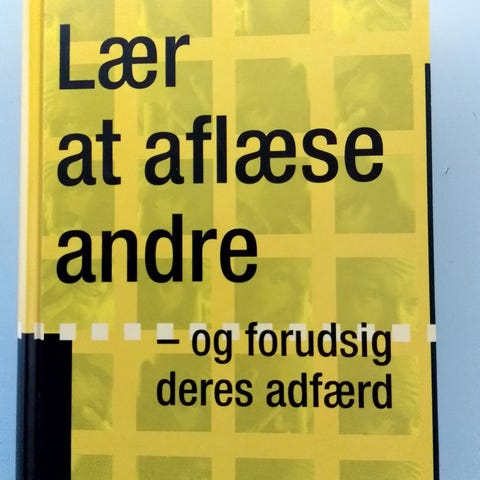 Lær
at aflæse
andre
– og forudsig
deres adfærd